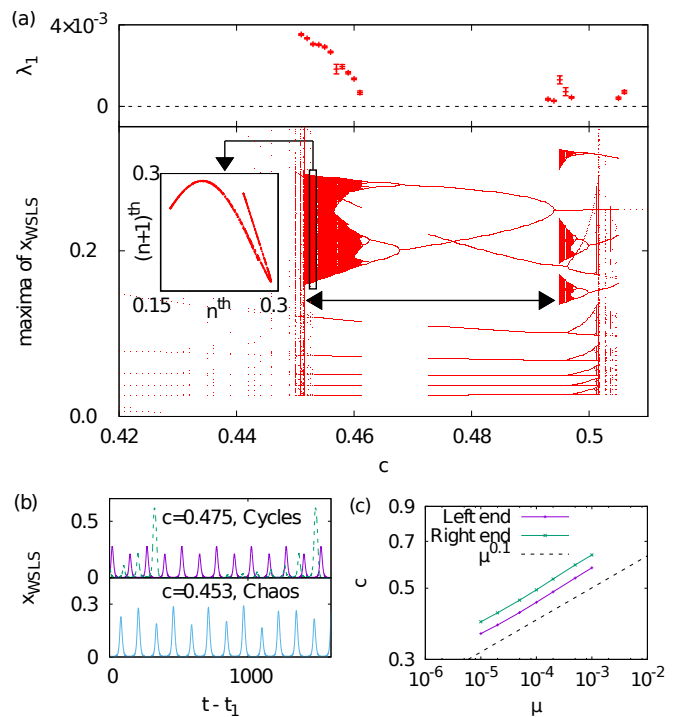 (a)
4×10⁻³
0
λ₁
maxima of x_WSLS
0.2
0.0
0.3
(n+1)ᵗʰ
0.15
nᵗʰ
0.3
0.42
0.44
0.46
0.48
0.5
c
(b)
x_WSLS
0.5
0
c=0.475, Cycles
0.3
0
c=0.453, Chaos
0
1000
t - t₁
(c)
c
0.9
0.7
0.5
0.3
Left end
Right end
μ⁰·¹
10⁻⁶
10⁻⁵
10⁻⁴
10⁻³
10⁻²
μ